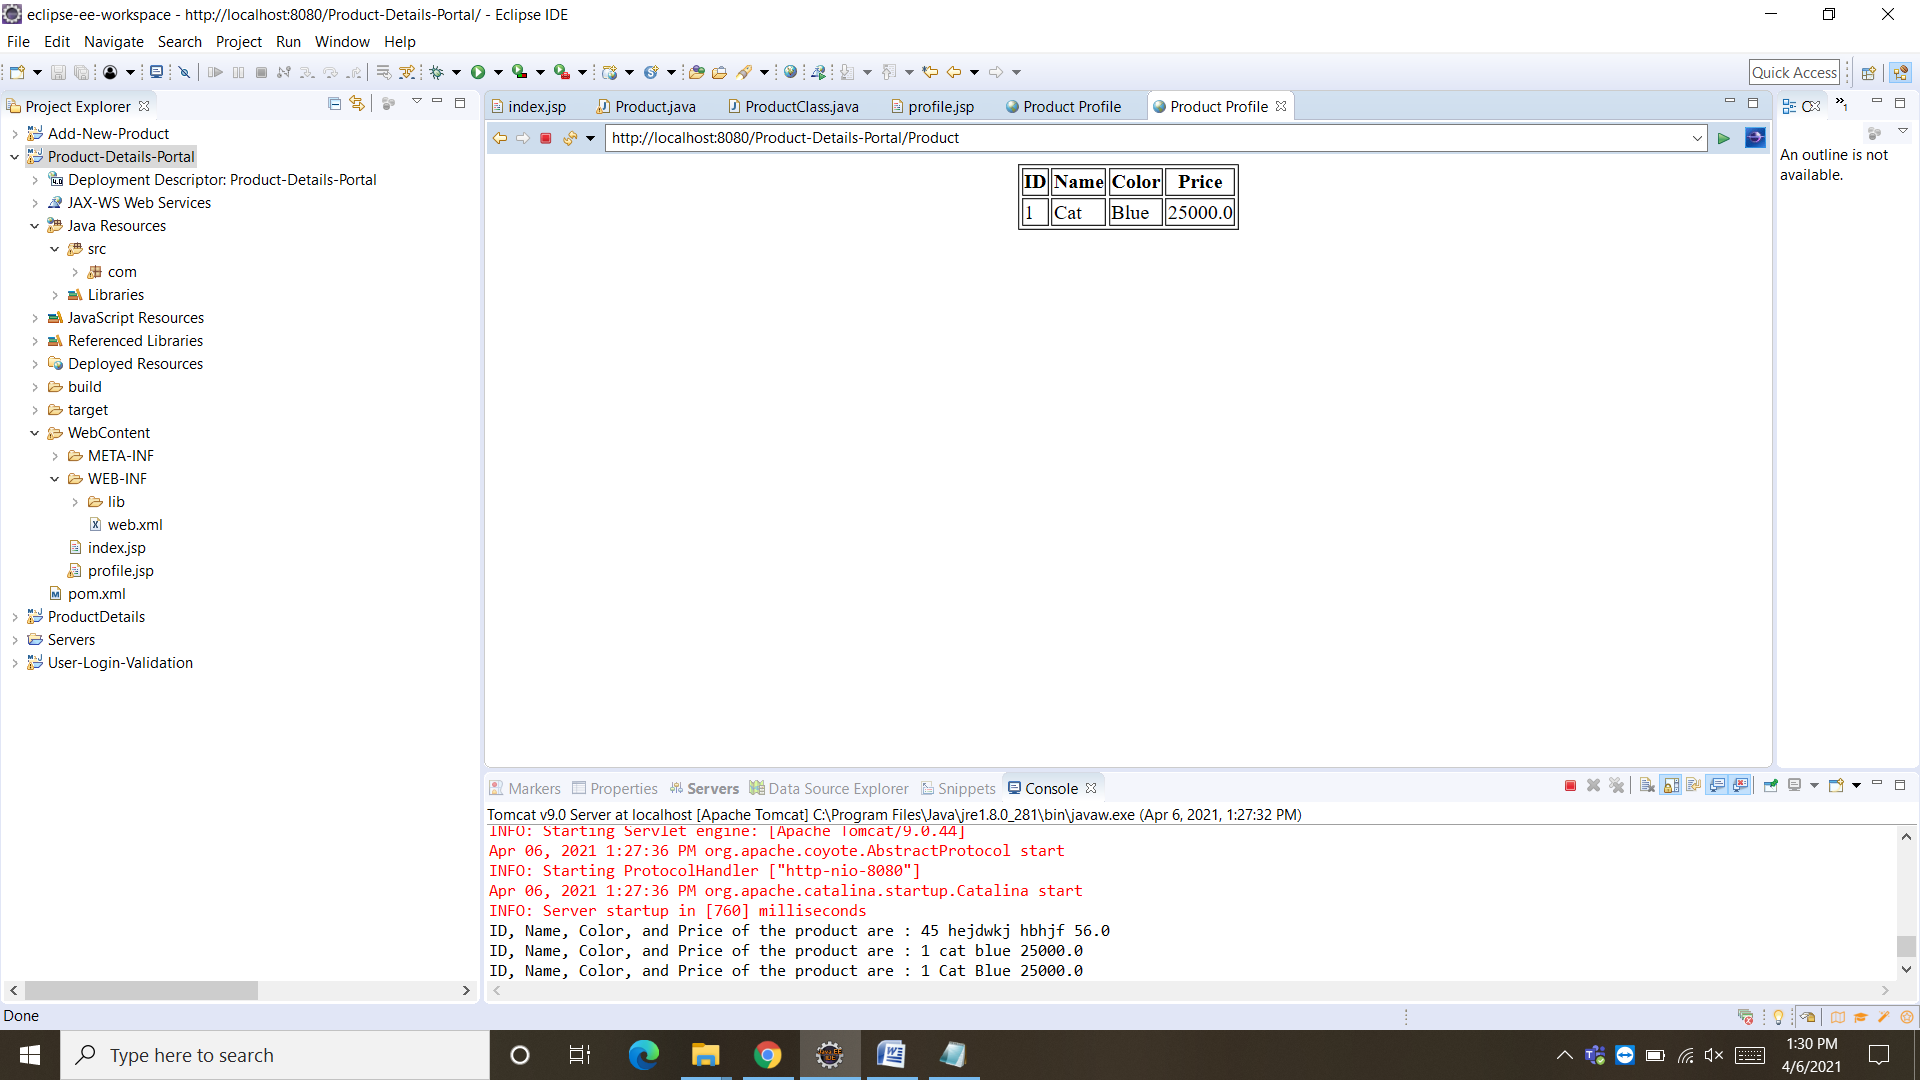 eclipse-ee-workspace - http://localhost:8080/Product-Details-Portal/ - Eclipse IDE
File Edit Navigate Search Project Run Window Help
Quick Access
Project Explorer
Add-New-Product
Product-Details-Portal
Deployment Descriptor: Product-Details-Portal
JAX-WS Web Services
Java Resources
src
com
Libraries
JavaScript Resources
Referenced Libraries
Deployed Resources
build
target
WebContent
META-INF
WEB-INF
lib
web.xml
index.jsp
profile.jsp
pom.xml
ProductDetails
Servers
User-Login-Validation
index.jsp Product.java ProductClass.java profile.jsp Product Profile Product Profile
http://localhost:8080/Product-Details-Portal/Product
ID Name Color Price
1 Cat Blue 25000.0
An outline is not
available.
Markers Properties Servers Data Source Explorer Snippets Console
Tomcat v9.0 Server at localhost [Apache Tomcat] C:\Program Files\Java\jre1.8.0_281\bin\javaw.exe (Apr 6, 2021, 1:27:32 PM)
INFO: Starting Servlet engine: [Apache Tomcat/9.0.44]
Apr 06, 2021 1:27:36 PM org.apache.coyote.AbstractProtocol start
INFO: Starting ProtocolHandler ["http-nio-8080"]
Apr 06, 2021 1:27:36 PM org.apache.catalina.startup.Catalina start
INFO: Server startup in [760] milliseconds
ID, Name, Color, and Price of the product are : 45 hejdwkj hbhjf 56.0
ID, Name, Color, and Price of the product are : 1 cat blue 25000.0
ID, Name, Color, and Price of the product are : 1 Cat Blue 25000.0
Done
Type here to search
1:30 PM
4/6/2021